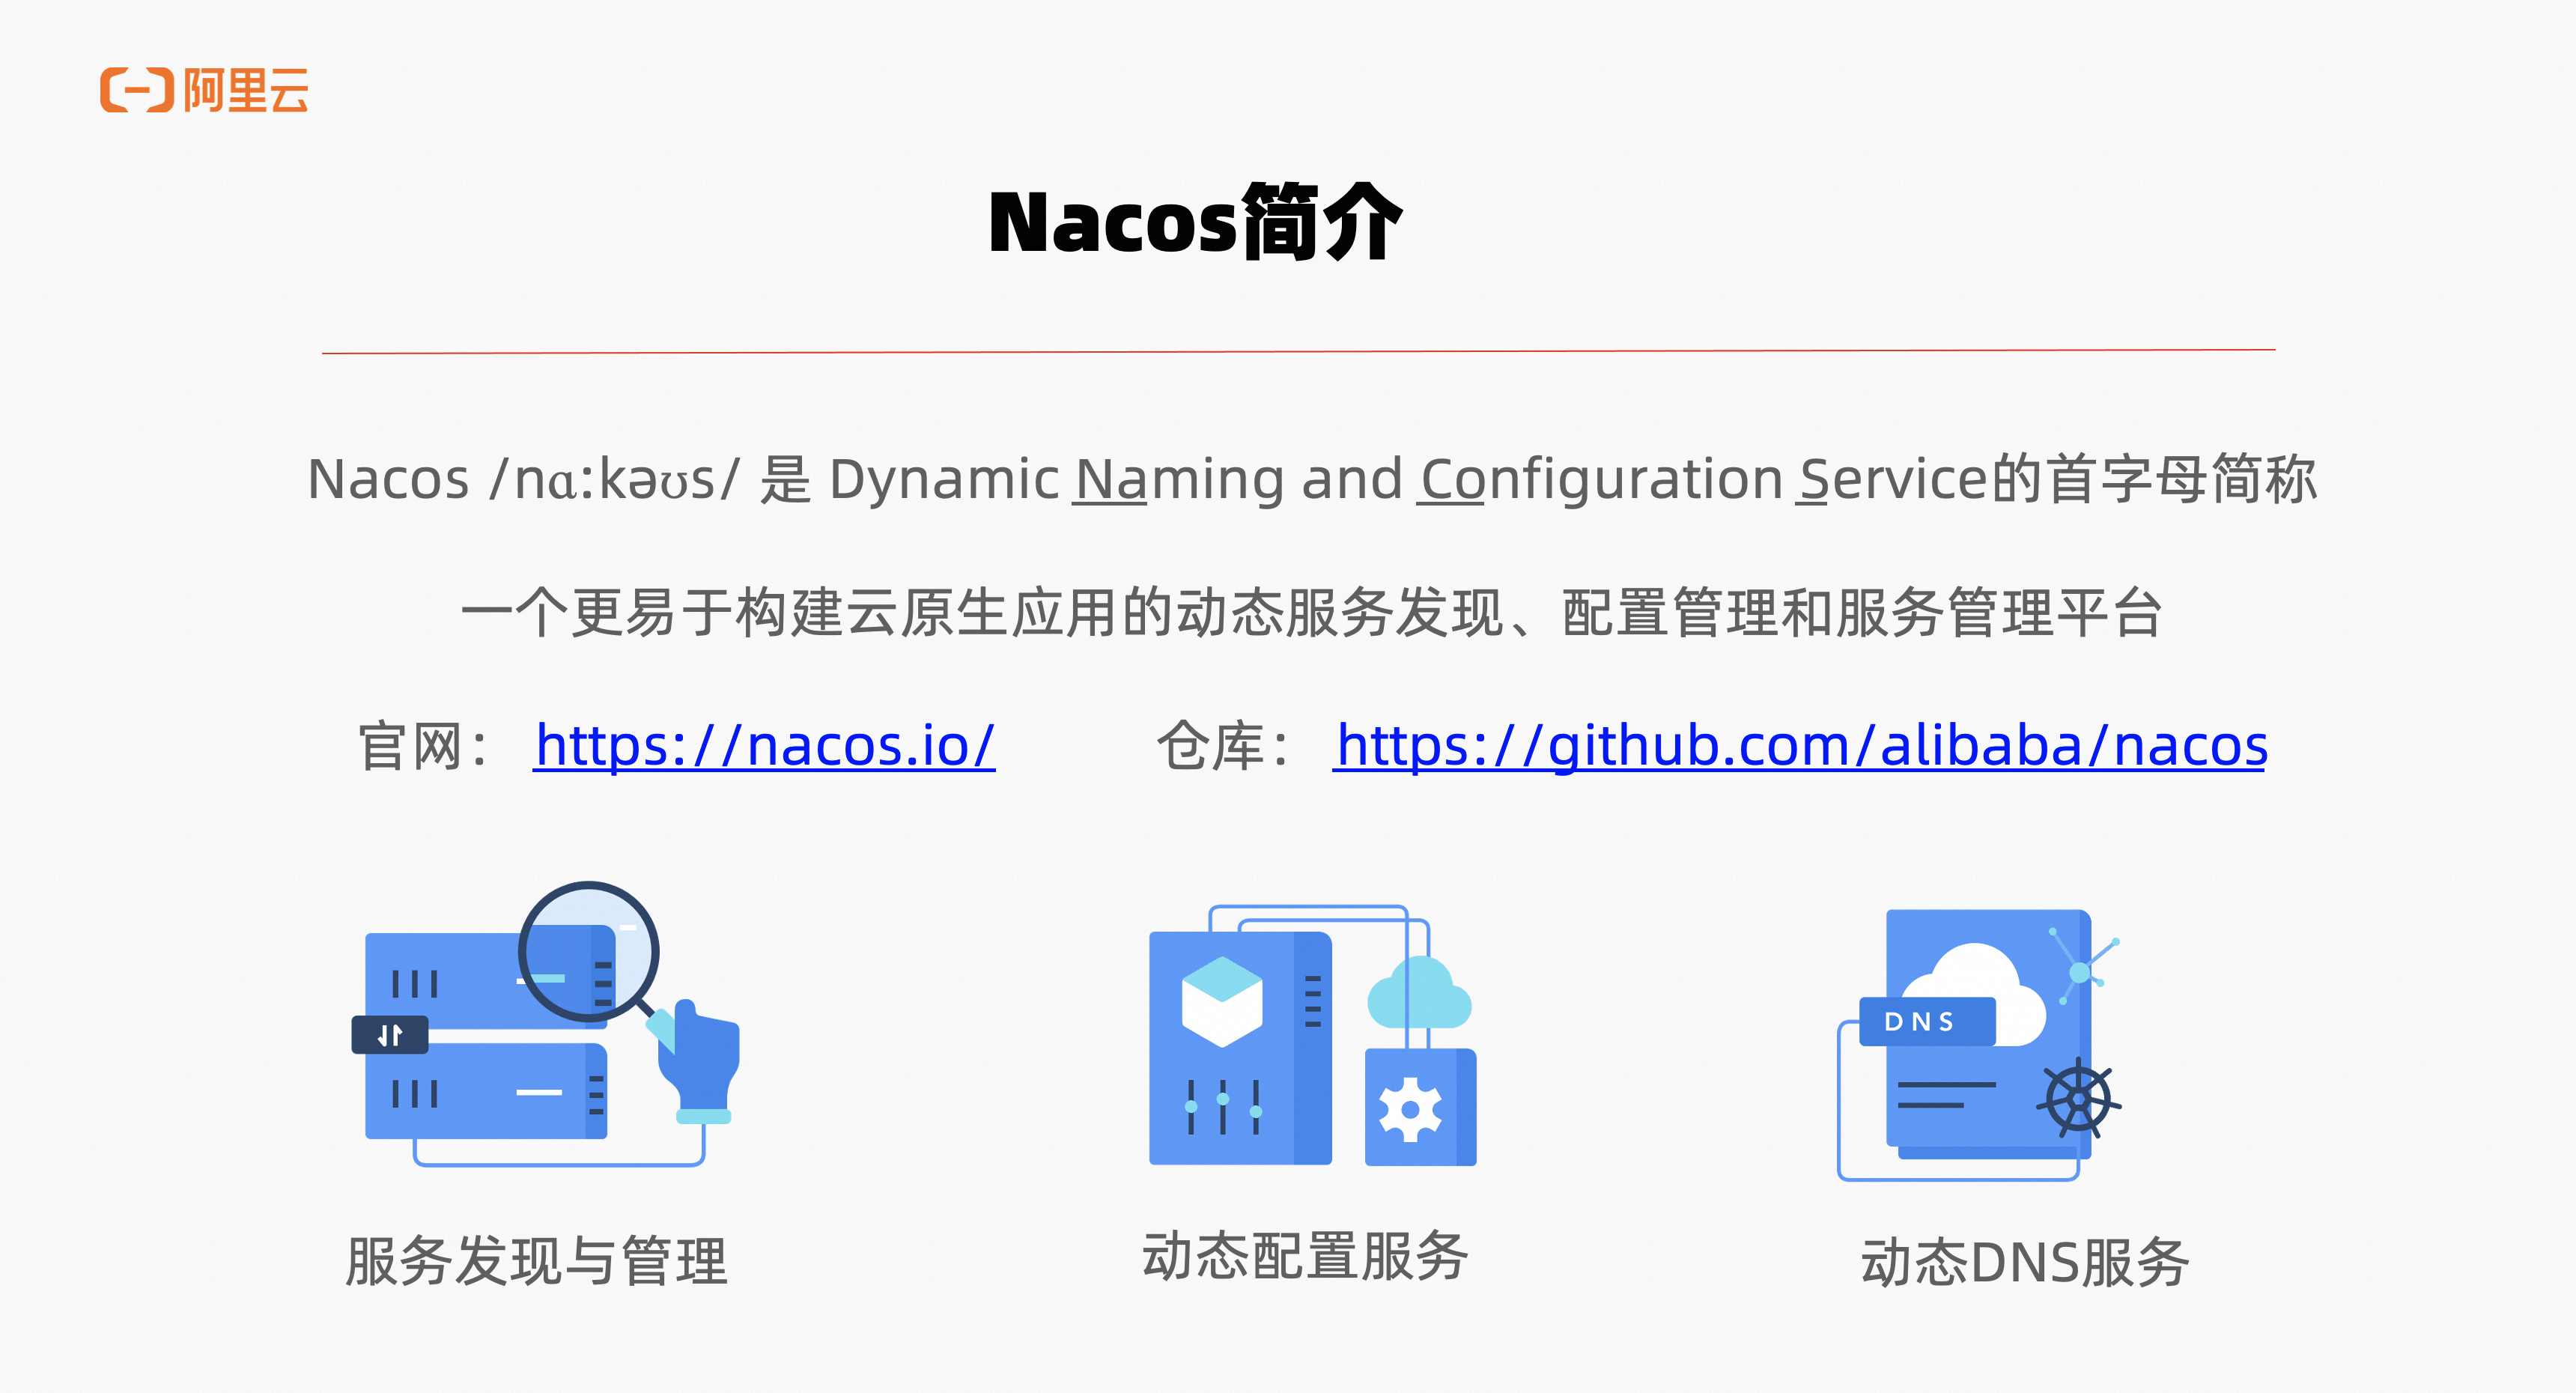 阿里云
Nacos简介
Nacos /nɑ:kəʊs/ 是 Dynamic Naming and Configuration Service的首字母简称
一个更易于构建云原生应用的动态服务发现、配置管理和服务管理平台
官网： https://nacos.io/ 仓库： https://github.com/alibaba/nacos
DNS
服务发现与管理 动态配置服务 动态DNS服务